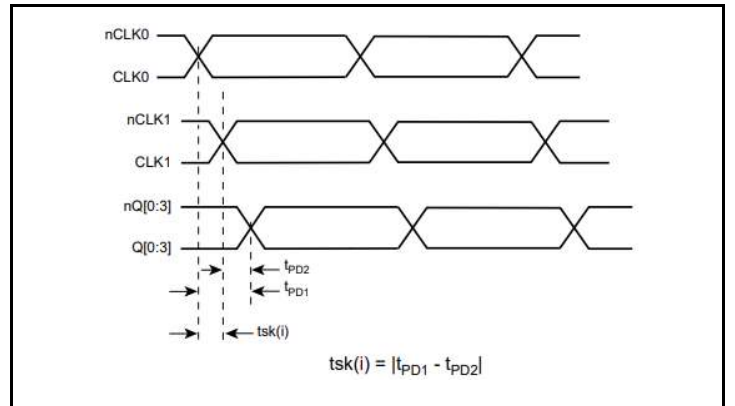 nCLK0
CLK0
nCLK1
CLK1
nQ[0:3]
Q[0:3]
tPD2
tPD1
tsk(i)
tsk(i) = |tPD1 - tPD2|